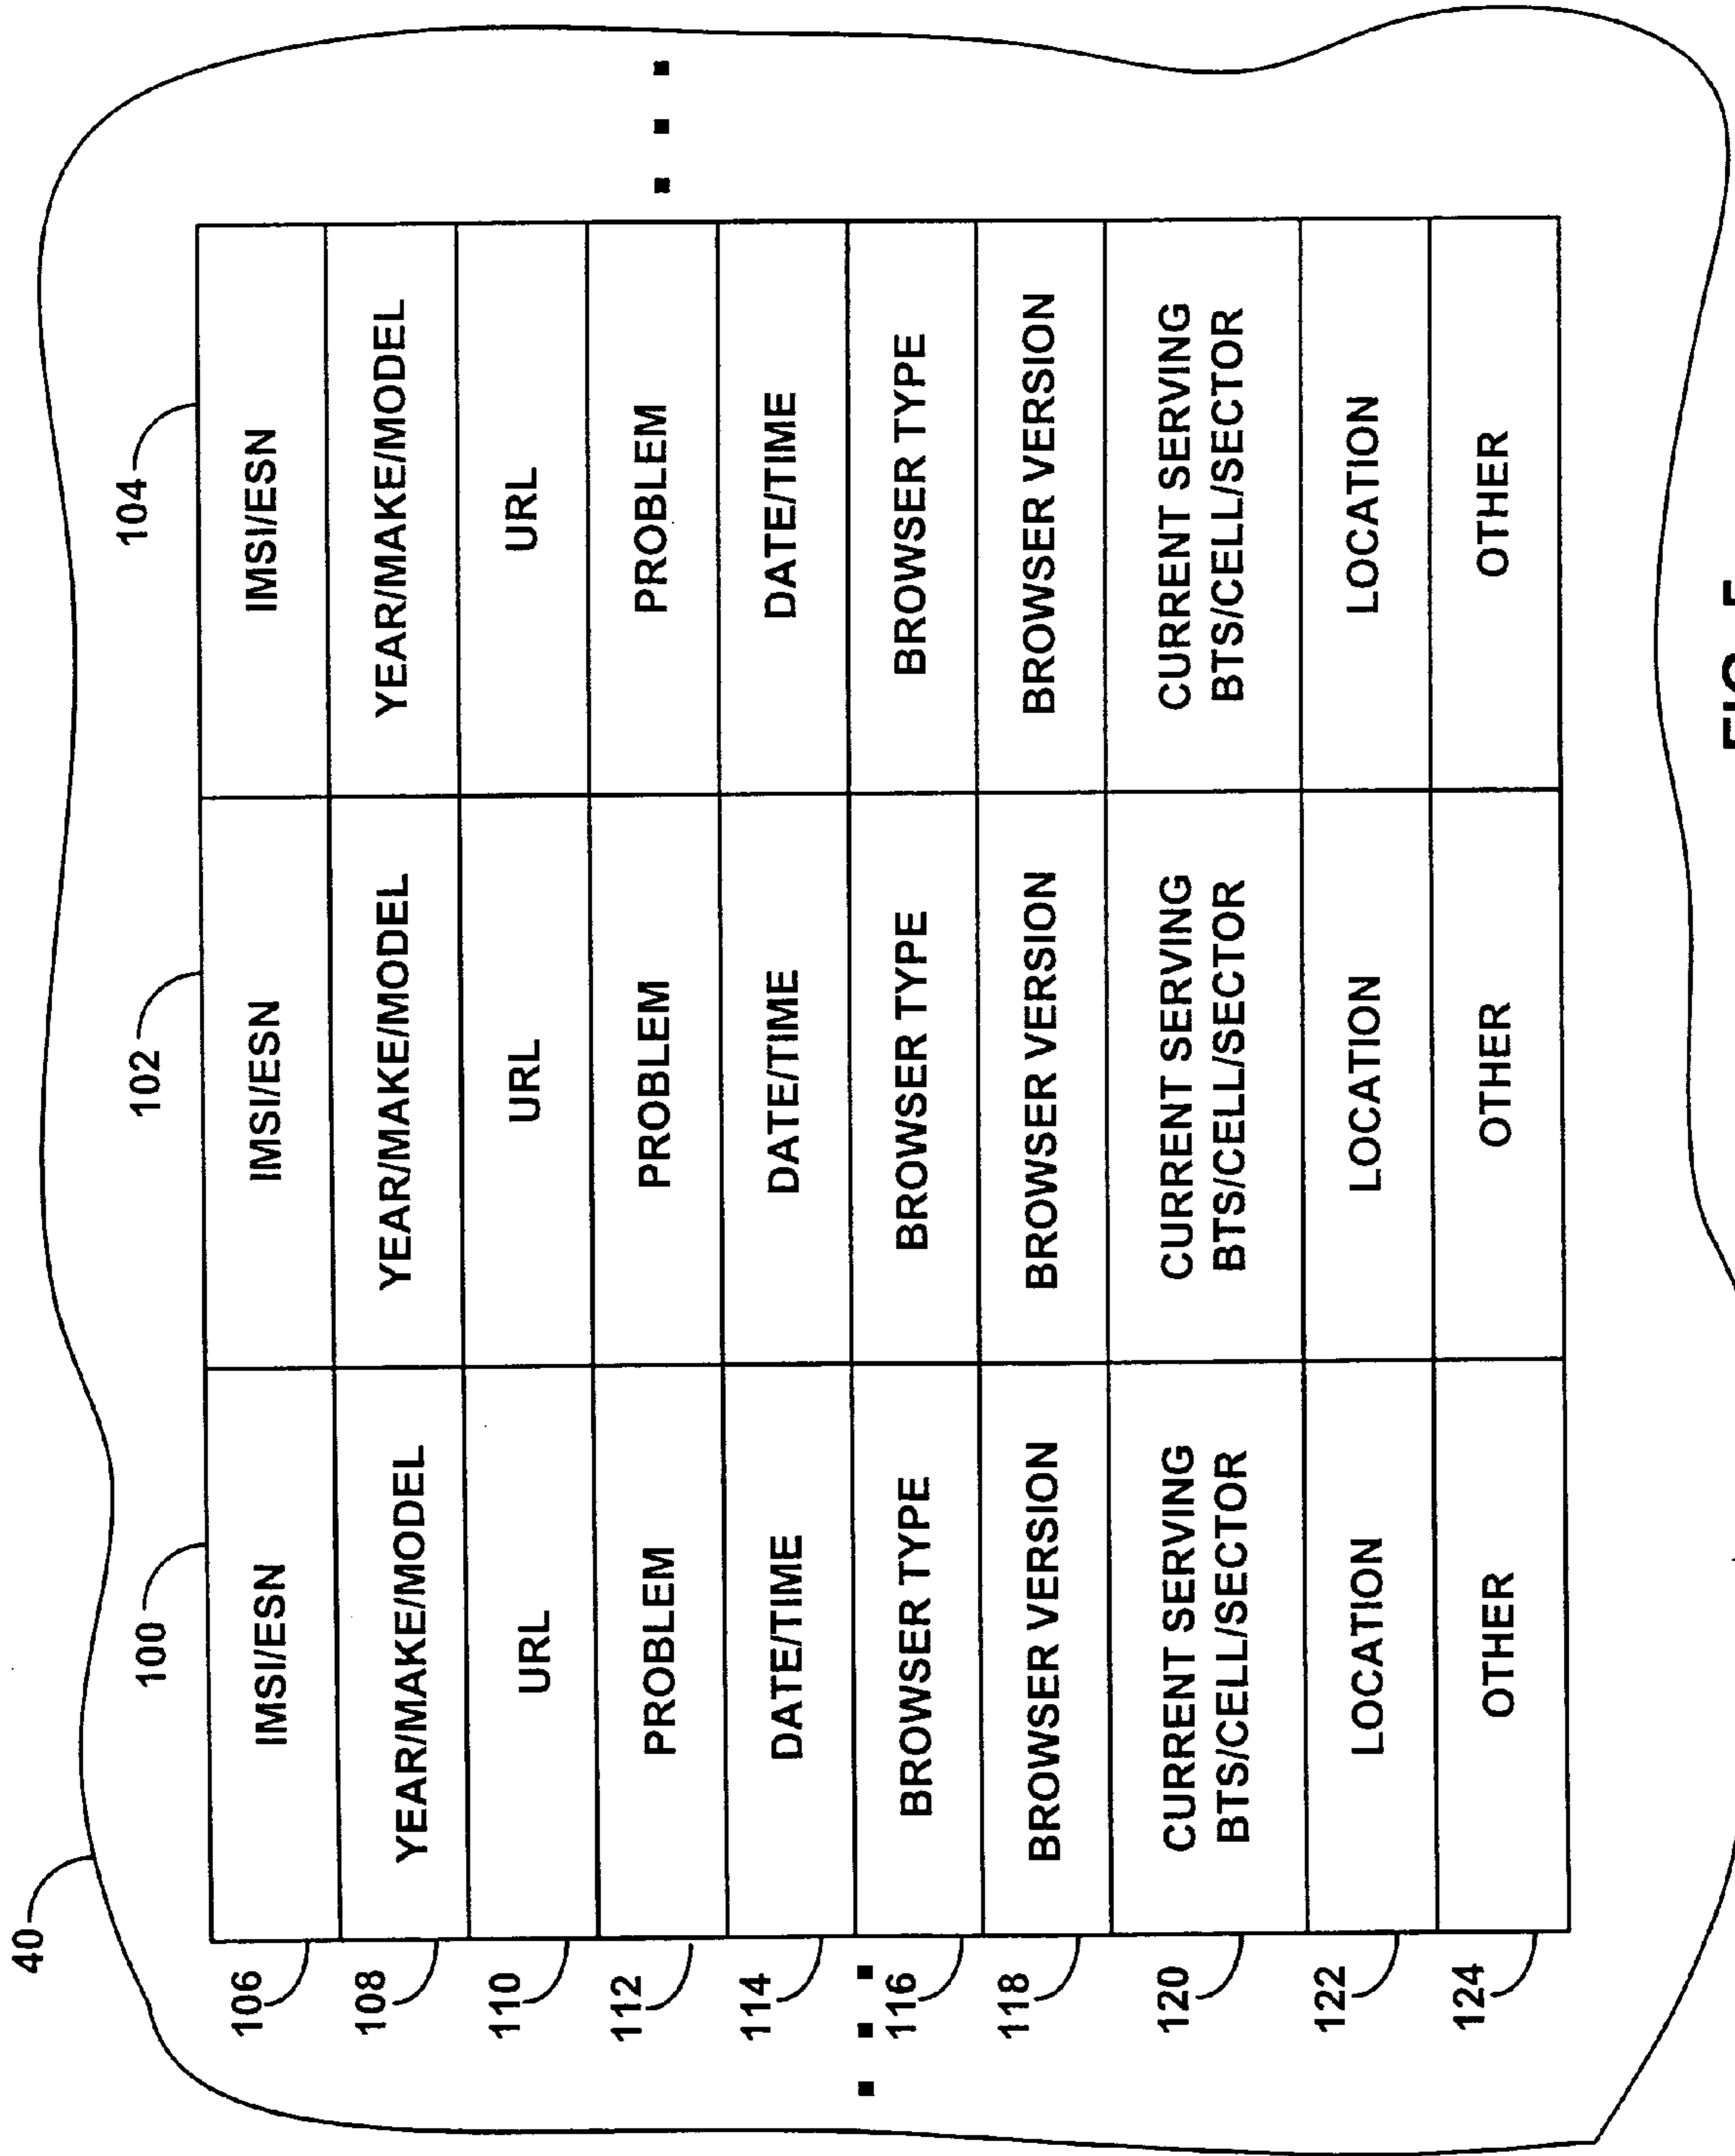 40
100 102 104
106 IMSI/ESN IMSI/ESN IMSI/ESN
108 YEAR/MAKE/MODEL YEAR/MAKE/MODEL YEAR/MAKE/MODEL
110 URL URL URL
112 PROBLEM PROBLEM PROBLEM
114 DATE/TIME DATE/TIME DATE/TIME
116 BROWSER TYPE BROWSER TYPE BROWSER TYPE
118 BROWSER VERSION BROWSER VERSION BROWSER VERSION
120 CURRENT SERVING CURRENT SERVING CURRENT SERVING
BTS/CELL/SECTOR BTS/CELL/SECTOR BTS/CELL/SECTOR
122 LOCATION LOCATION LOCATION
124 OTHER OTHER OTHER
FIG.